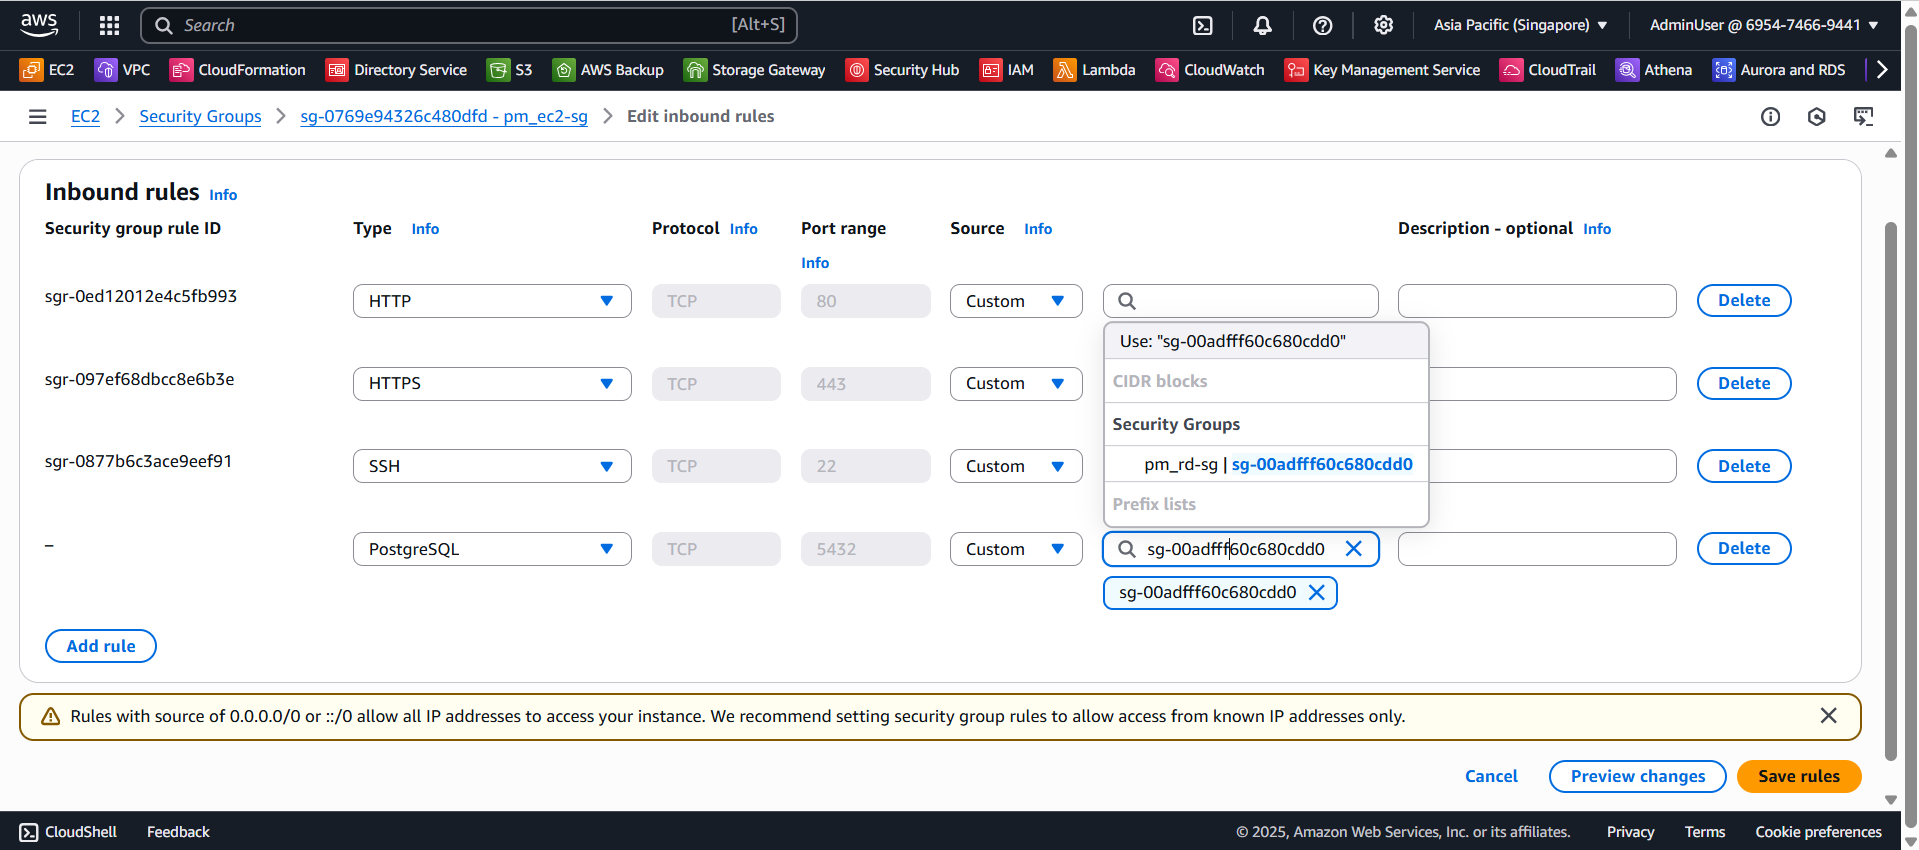 aws
Search [Alt+S]
Asia Pacific (Singapore)
AdminUser @ 6954-7466-9441
EC2 VPC CloudFormation Directory Service S3 AWS Backup Storage Gateway Security Hub IAM Lambda CloudWatch Key Management Service CloudTrail Athena Aurora and RDS
EC2 > Security Groups > sg-0769e94326c480dfd - pm_ec2-sg > Edit inbound rules
Inbound rules Info
Security group rule ID Type Info Protocol Info Port range Source Info Description - optional Info
Info
sgr-0ed12012e4c5fb993 HTTP TCP 80 Custom Delete
Use: "sg-00adfff60c680cdd0"
sgr-097ef68dbcc8e6b3e HTTPS TCP 443 Custom Delete
CIDR blocks
Security Groups
sgr-0877b6c3ace9eef91 SSH TCP 22 Custom Delete
pm_rd-sg | sg-00adfff60c680cdd0
Prefix lists
– PostgreSQL TCP 5432 Custom sg-00adfff60c680cdd0 Delete
sg-00adfff60c680cdd0
Add rule
Rules with source of 0.0.0.0/0 or ::/0 allow all IP addresses to access your instance. We recommend setting security group rules to allow access from known IP addresses only.
Cancel Preview changes Save rules
CloudShell Feedback © 2025, Amazon Web Services, Inc. or its affiliates. Privacy Terms Cookie preferences